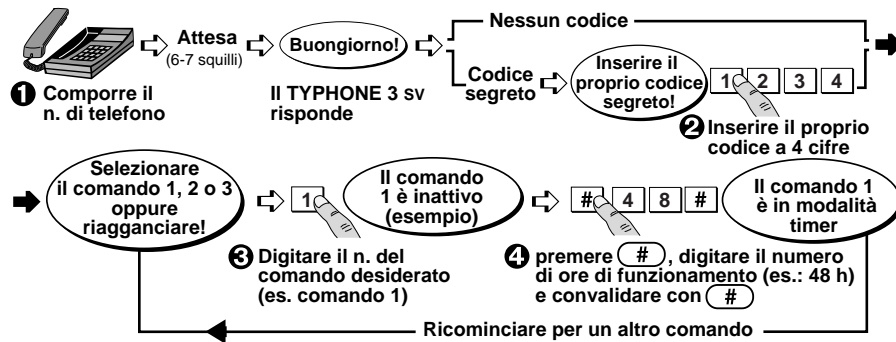 Nessun codice
Attesa
(6-7 squilli)
Buongiorno!
Codice
segreto
Inserire il
proprio codice
segreto!
1 2 3 4
1 Comporre il
n. di telefono
Il TYPHONE 3 SV
risponde
2 Inserire il proprio
codice a 4 cifre
Selezionare
il comando 1, 2 o 3
oppure
riagganciare!
1
Il comando
1 è inattivo
(esempio)
# 4 8 #
Il comando 1
è in modalità
timer
3 Digitare il n. del
comando desiderato
(es. comando 1)
4 premere # , digitare il numero
di ore di funzionamento (es.: 48 h)
e convalidare con #
Ricominciare per un altro comando